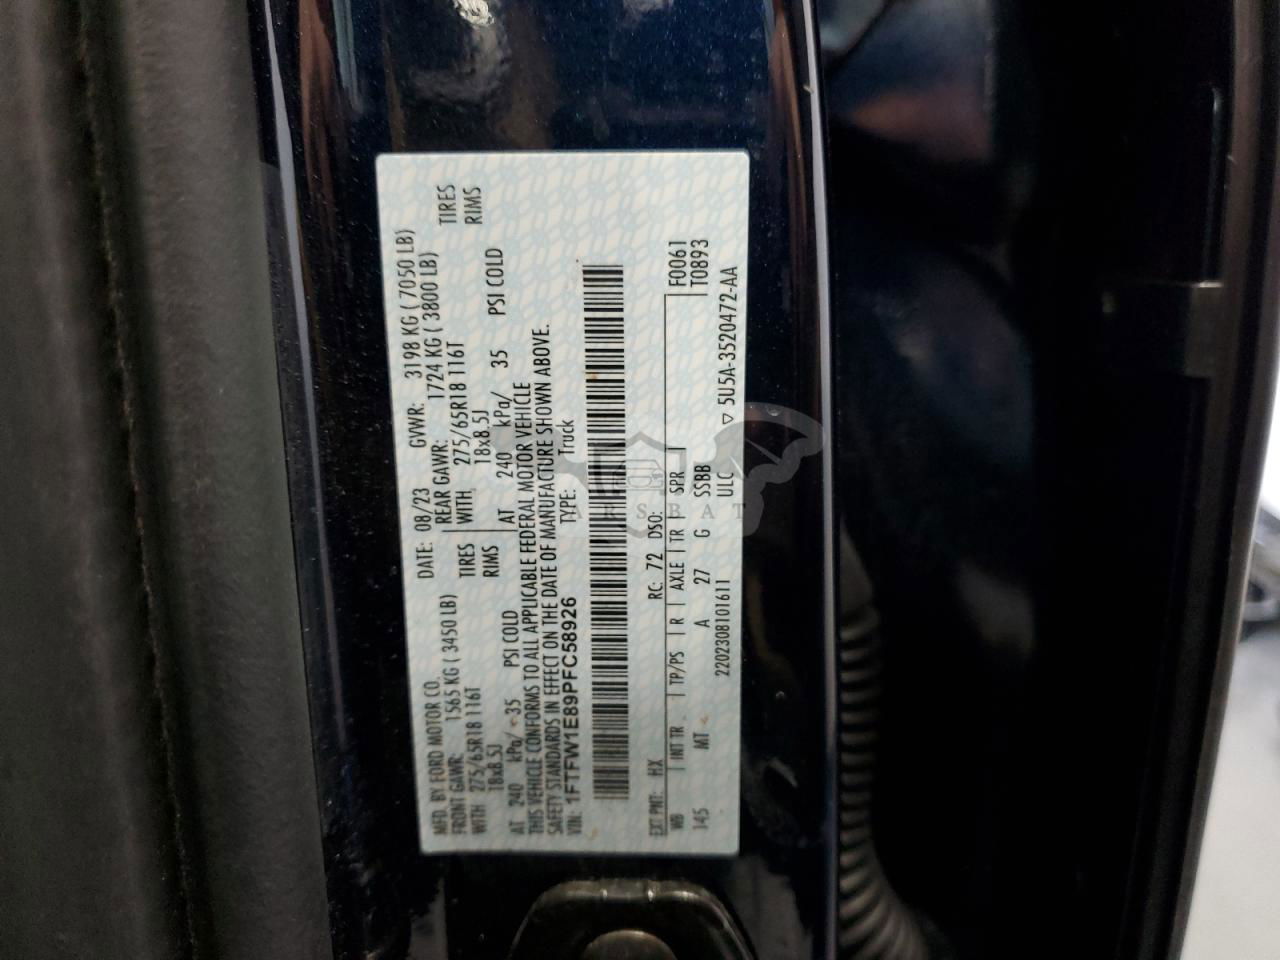 MFD. BY FORD MOTOR CO.
DATE: 08/23 GVWR: 3198 KG ( 7050 LB)
FRONT GAWR: 1565 KG ( 3450 LB)
REAR GAWR: 1724 KG ( 3800 LB)
WITH 275/65R18 116T TIRES
WITH 275/65R18 116T TIRES
18x8.5J RIMS
18x8.5J RIMS
AT 240 kPa/ 35 PSI COLD
AT 240 kPa/ 35 PSI COLD
THIS VEHICLE CONFORMS TO ALL APPLICABLE FEDERAL MOTOR VEHICLE
SAFETY STANDARDS IN EFFECT ON THE DATE OF MANUFACTURE SHOWN ABOVE.
VIN: 1FTFW1E89PFC58926 TYPE: Truck
EXT PNT: HX RC: 72 DSO: F0061
WB INT TR TP/PS R AXLE TR SPR T0893
145 MT A 27 G SSBB
2202308101611 ULC ▽ 5U5A-3520472-AA
ARSBAT